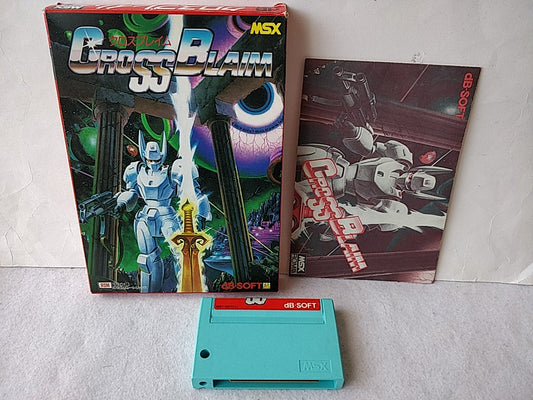 MSX
クロスブレイム
CROSS BLAIM
dB-SOFT
dB-SOFT
CROSS BLAIM
MSX
dB-SOFT
MSX